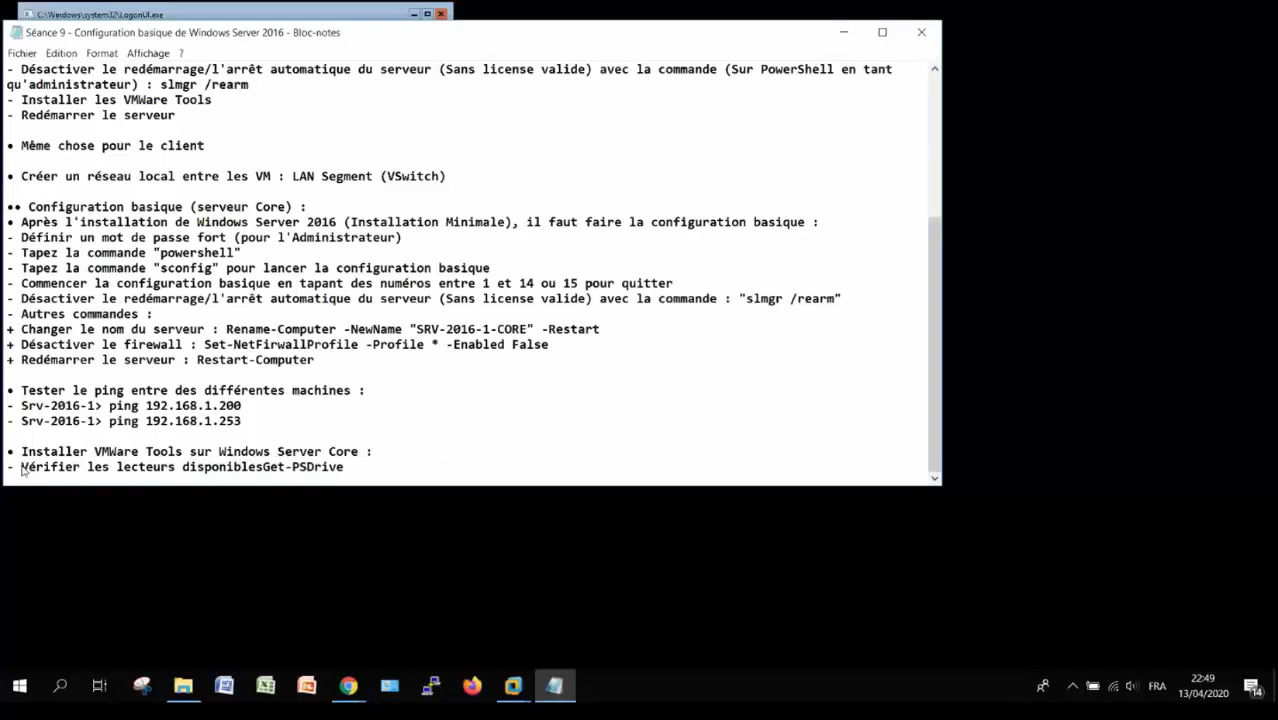 C:\Windows\system32\LogonUI.exe
Séance 9 - Configuration basique de Windows Server 2016 - Bloc-notes
Fichier Edition Format Affichage ?
- Désactiver le redémarrage/l'arrêt automatique du serveur (Sans license valide) avec la commande (Sur PowerShell en tant
qu'administrateur) : slmgr /rearm
- Installer les VMWare Tools
- Redémarrer le serveur
• Même chose pour le client
• Créer un réseau local entre les VM : LAN Segment (VSwitch)
•• Configuration basique (serveur Core) :
• Après l'installation de Windows Server 2016 (Installation Minimale), il faut faire la configuration basique :
- Définir un mot de passe fort (pour l'Administrateur)
- Tapez la commande "powershell"
- Tapez la commande "sconfig" pour lancer la configuration basique
- Commencer la configuration basique en tapant des numéros entre 1 et 14 ou 15 pour quitter
- Désactiver le redémarrage/l'arrêt automatique du serveur (Sans license valide) avec la commande : "slmgr /rearm"
- Autres commandes :
+ Changer le nom du serveur : Rename-Computer -NewName "SRV-2016-1-CORE" -Restart
+ Désactiver le firewall : Set-NetFirwallProfile -Profile * -Enabled False
+ Redémarrer le serveur : Restart-Computer
• Tester le ping entre des différentes machines :
- Srv-2016-1> ping 192.168.1.200
- Srv-2016-1> ping 192.168.1.253
• Installer VMWare Tools sur Windows Server Core :
- Vérifier les lecteurs disponiblesGet-PSDrive
FRA
22:49
13/04/2020
14